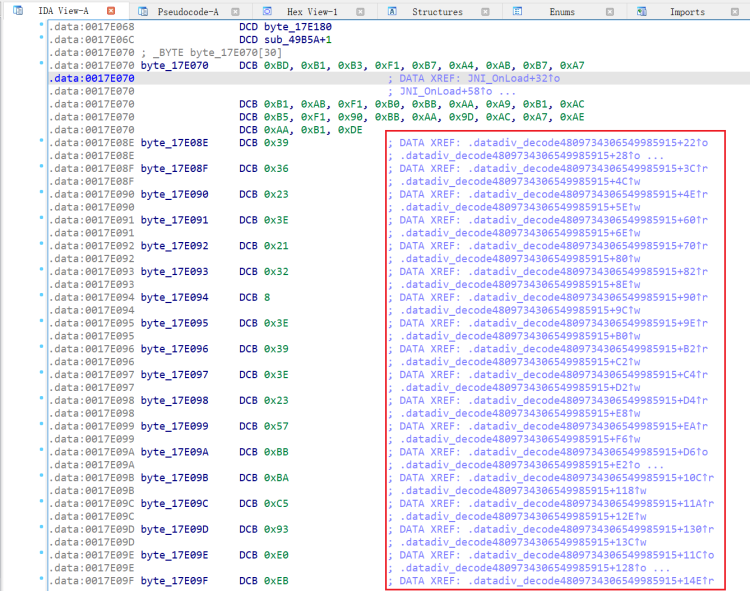 IDA View-A Pseudocode-A Hex View-1 Structures Enums Imports
.data:0017E068 DCD byte_17E180
.data:0017E06C DCD sub_49B5A+1
.data:0017E070 ; _BYTE byte_17E070[30]
.data:0017E070 byte_17E070 DCB 0xBD, 0xB1, 0xB3, 0xF1, 0xB7, 0xA4, 0xAB, 0xB7, 0xA7
.data:0017E070 ; DATA XREF: JNI_OnLoad+32↑o
.data:0017E070 ; JNI_OnLoad+58↑o ...
.data:0017E070 DCB 0xB1, 0xAB, 0xF1, 0xB0, 0xBB, 0xAA, 0xA9, 0xB1, 0xAC
.data:0017E070 DCB 0xB5, 0xF1, 0x90, 0xBB, 0xAA, 0x9D, 0xAC, 0xA7, 0xAE
.data:0017E070 DCB 0xAA, 0xB1, 0xDE
.data:0017E08E byte_17E08E DCB 0x39 ; DATA XREF: .datadiv_decode4809734306549985915+22↑o
.data:0017E08E ; .datadiv_decode4809734306549985915+28↑o ...
.data:0017E08F byte_17E08F DCB 0x36 ; DATA XREF: .datadiv_decode4809734306549985915+3C↑r
.data:0017E08F ; .datadiv_decode4809734306549985915+4C↑w
.data:0017E090 byte_17E090 DCB 0x23 ; DATA XREF: .datadiv_decode4809734306549985915+4E↑r
.data:0017E090 ; .datadiv_decode4809734306549985915+5E↑w
.data:0017E091 byte_17E091 DCB 0x3E ; DATA XREF: .datadiv_decode4809734306549985915+60↑r
.data:0017E091 ; .datadiv_decode4809734306549985915+6E↑w
.data:0017E092 byte_17E092 DCB 0x21 ; DATA XREF: .datadiv_decode4809734306549985915+70↑r
.data:0017E092 ; .datadiv_decode4809734306549985915+80↑w
.data:0017E093 byte_17E093 DCB 0x32 ; DATA XREF: .datadiv_decode4809734306549985915+82↑r
.data:0017E093 ; .datadiv_decode4809734306549985915+8E↑w
.data:0017E094 byte_17E094 DCB 8 ; DATA XREF: .datadiv_decode4809734306549985915+90↑r
.data:0017E094 ; .datadiv_decode4809734306549985915+9C↑w
.data:0017E095 byte_17E095 DCB 0x3E ; DATA XREF: .datadiv_decode4809734306549985915+9E↑r
.data:0017E095 ; .datadiv_decode4809734306549985915+B0↑w
.data:0017E096 byte_17E096 DCB 0x39 ; DATA XREF: .datadiv_decode4809734306549985915+B2↑r
.data:0017E096 ; .datadiv_decode4809734306549985915+C2↑w
.data:0017E097 byte_17E097 DCB 0x3E ; DATA XREF: .datadiv_decode4809734306549985915+C4↑r
.data:0017E097 ; .datadiv_decode4809734306549985915+D2↑w
.data:0017E098 byte_17E098 DCB 0x23 ; DATA XREF: .datadiv_decode4809734306549985915+D4↑r
.data:0017E098 ; .datadiv_decode4809734306549985915+E8↑w
.data:0017E099 byte_17E099 DCB 0x57 ; DATA XREF: .datadiv_decode4809734306549985915+EA↑r
.data:0017E099 ; .datadiv_decode4809734306549985915+F6↑w
.data:0017E09A byte_17E09A DCB 0xBB ; DATA XREF: .datadiv_decode4809734306549985915+D6↑o
.data:0017E09A ; .datadiv_decode4809734306549985915+E2↑o ...
.data:0017E09B byte_17E09B DCB 0xBA ; DATA XREF: .datadiv_decode4809734306549985915+10C↑r
.data:0017E09B ; .datadiv_decode4809734306549985915+118↑w
.data:0017E09C byte_17E09C DCB 0xC5 ; DATA XREF: .datadiv_decode4809734306549985915+11A↑r
.data:0017E09C ; .datadiv_decode4809734306549985915+12E↑w
.data:0017E09D byte_17E09D DCB 0x93 ; DATA XREF: .datadiv_decode4809734306549985915+130↑r
.data:0017E09D ; .datadiv_decode4809734306549985915+13C↑w
.data:0017E09E byte_17E09E DCB 0xE0 ; DATA XREF: .datadiv_decode4809734306549985915+11C↑o
.data:0017E09E ; .datadiv_decode4809734306549985915+128↑o ...
.data:0017E09F byte_17E09F DCB 0xEB ; DATA XREF: .datadiv_decode4809734306549985915+14E↑r